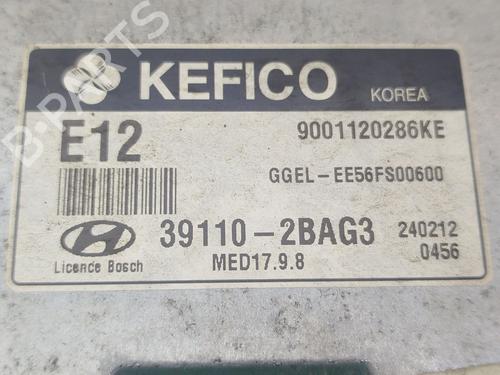 KEFICO KOREA
E12 9001120286KE
GGEL-EE56FS00600
39110-2BAG3 240212
Licence Bosch MED17.9.8 0456
B-PARTS